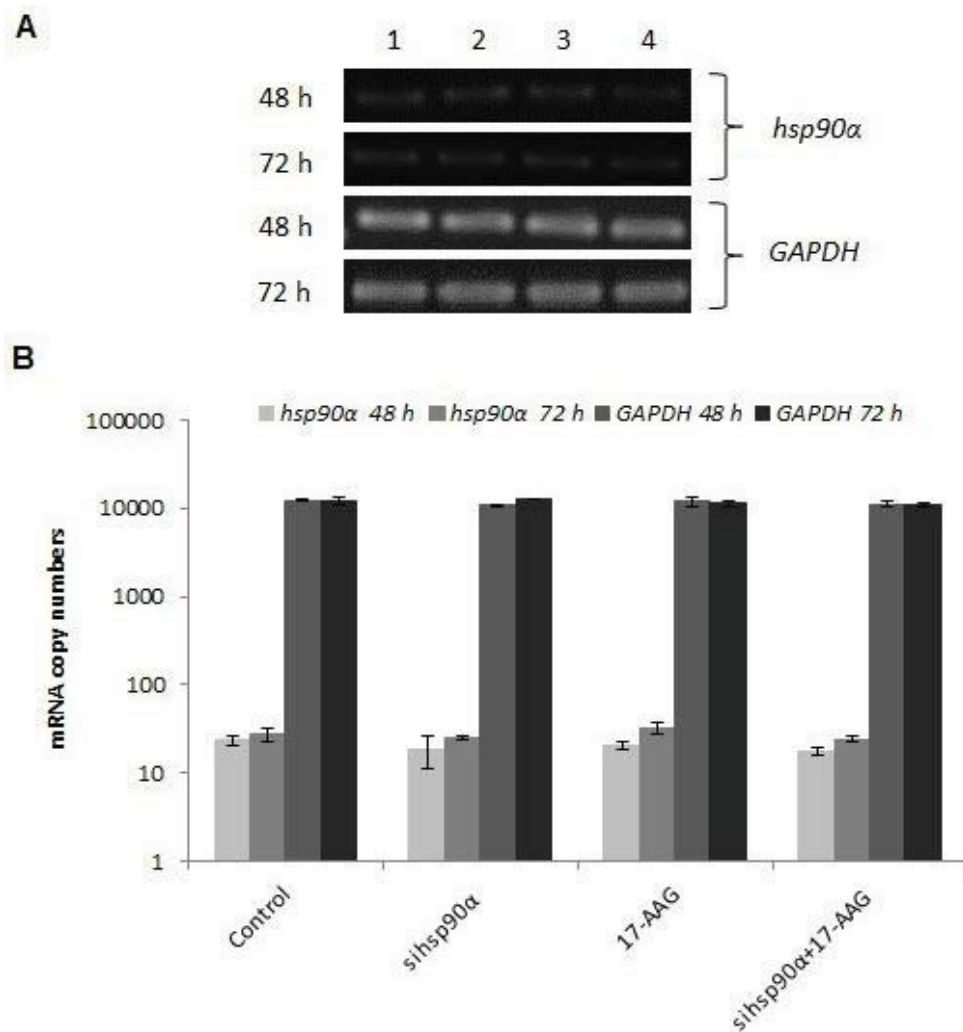 A
1 2 3 4
48 h
hsp90α
72 h
48 h
GAPDH
72 h
B
hsp90α 48 h hsp90α 72 h GAPDH 48 h GAPDH 72 h
100000
10000
1000
100
10
1
mRNA copy numbers
Control
sihsp90α
17-AAG
sihsp90α+17-AAG